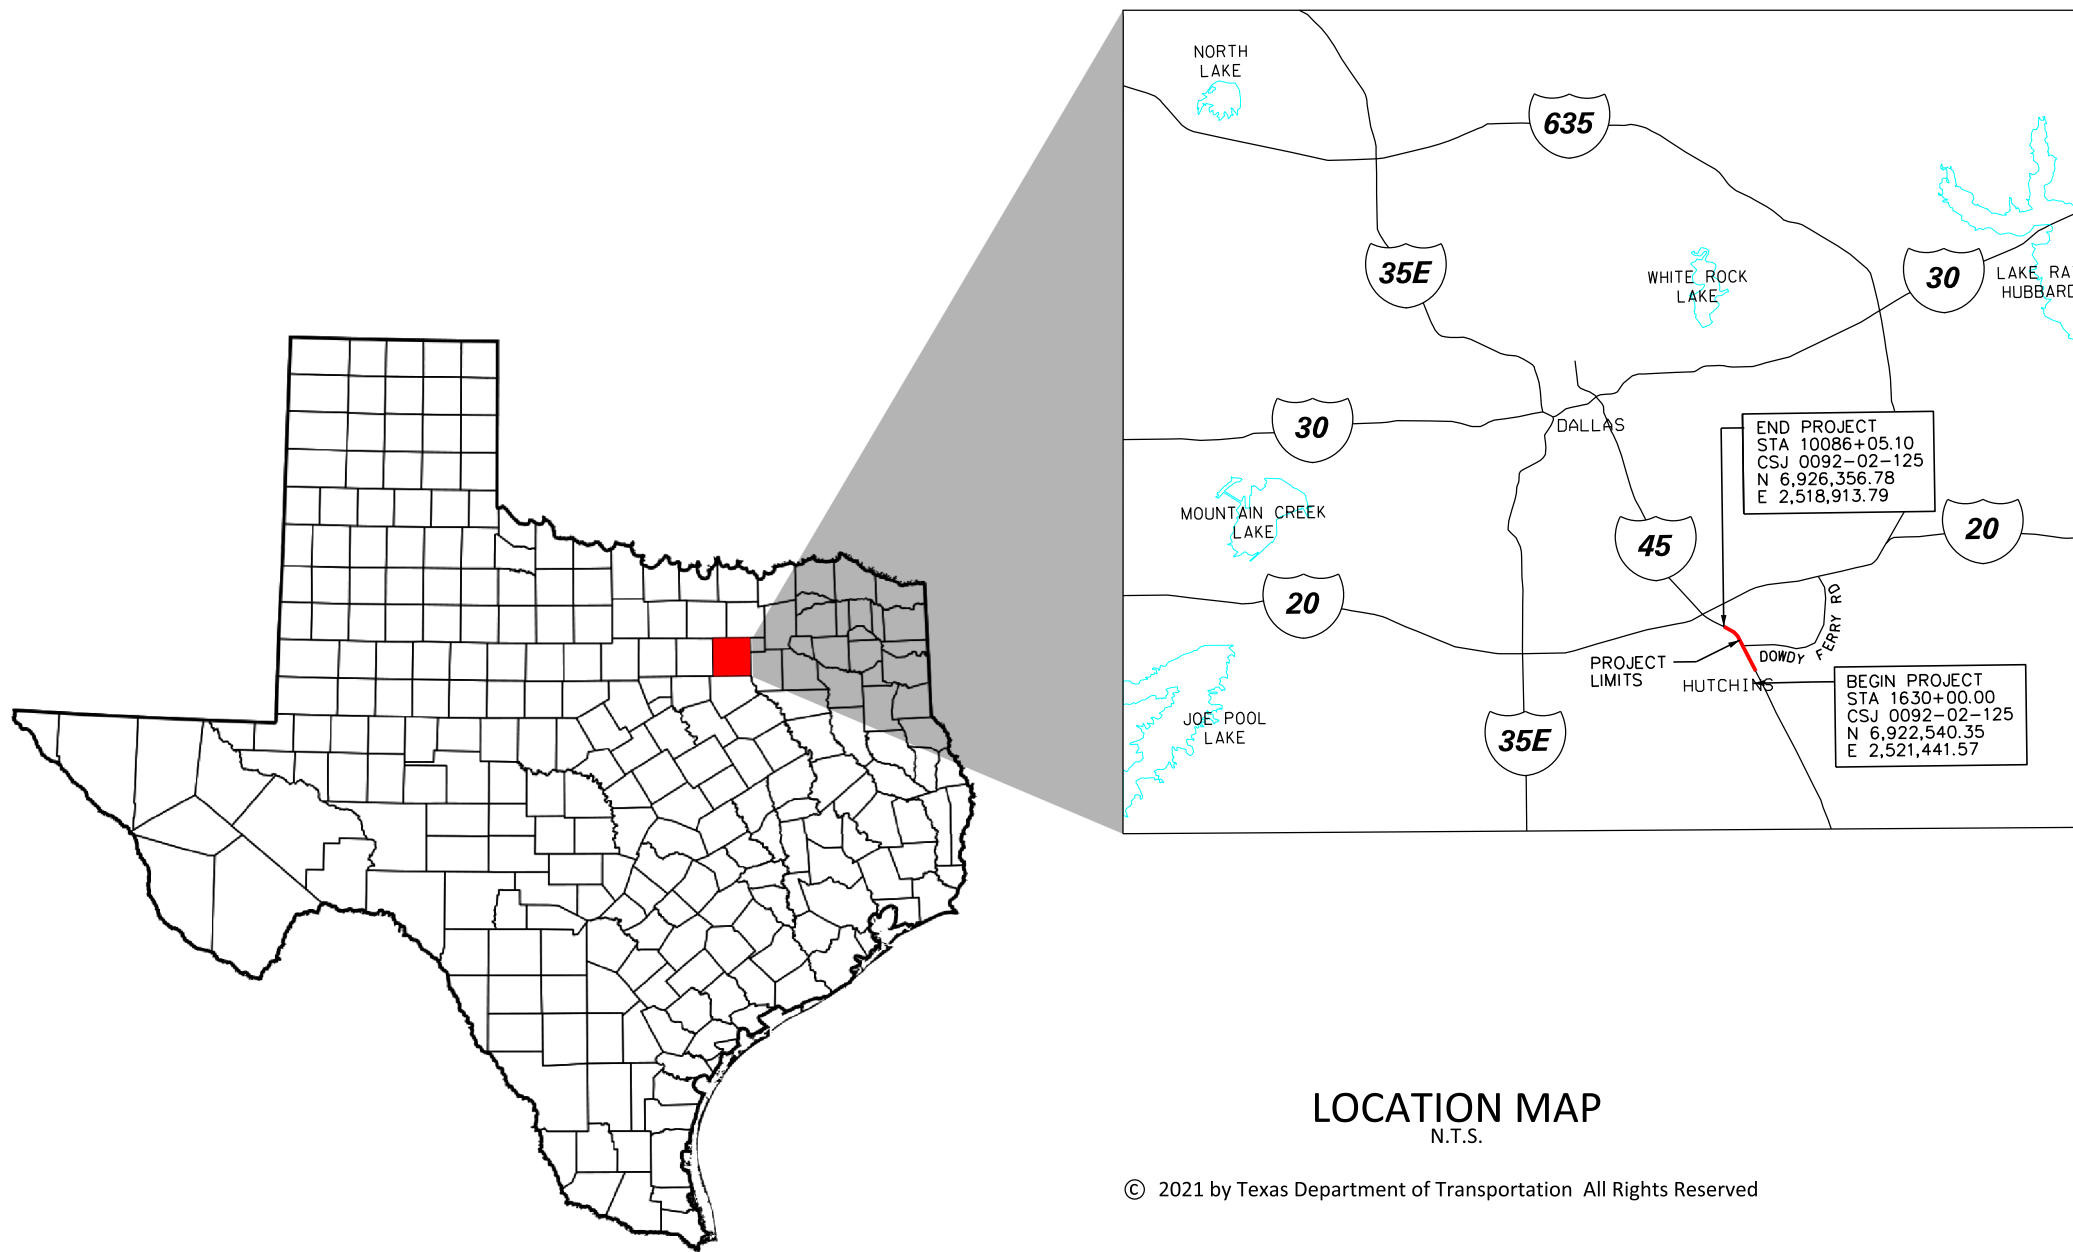 NORTH
LAKE
635
35E
WHITE ROCK
LAKE
30
LAKE RA
HUBBARD
30
DALLAS
END PROJECT
STA 10086+05.10
CSJ 0092-02-125
N 6,926,356.78
E 2,518,913.79
MOUNTAIN CREEK
LAKE
45
20
20
DOWDY FERRY RD
PROJECT
LIMITS
HUTCHINS
BEGIN PROJECT
STA 1630+00.00
CSJ 0092-02-125
N 6,922,540.35
E 2,521,441.57
JOE POOL
LAKE
35E
LOCATION MAP
N.T.S.
© 2021 by Texas Department of Transportation All Rights Reserved